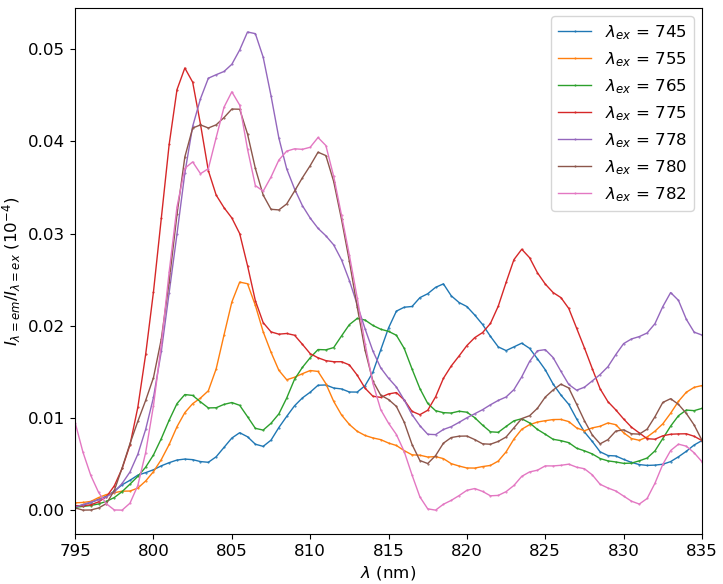 λex = 745
λex = 755
λex = 765
λex = 775
λex = 778
λex = 780
λex = 782
0.05
0.04
0.03
0.02
0.01
0.00
Iλ=em/Iλ=ex (10⁻⁴)
795 800 805 810 815 820 825 830 835
λ (nm)